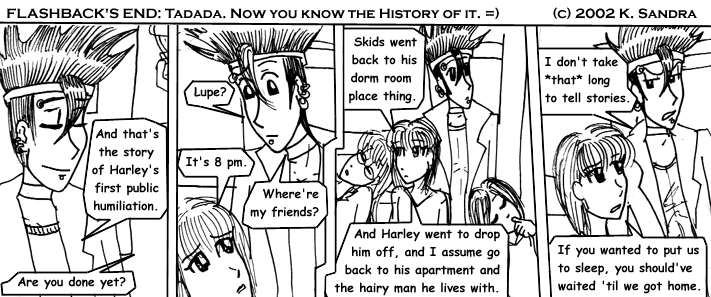 FLASHBACK'S END: TADADA. NOW YOU KNOW THE HISTORY OF IT. =)
(C) 2002 K. SANDRA
And that's
the story
of Harley's
first public
humiliation.
Are you done yet?
Lupe?
It's 8 pm.
Where're
my friends?
Skids went
back to his
dorm room
place thing.
And Harley went to drop
him off, and I assume go
back to his apartment and
the hairy man he lives with.
I don't take
*that* long
to tell stories.
If you wanted to put us
to sleep, you should've
waited 'til we got home.